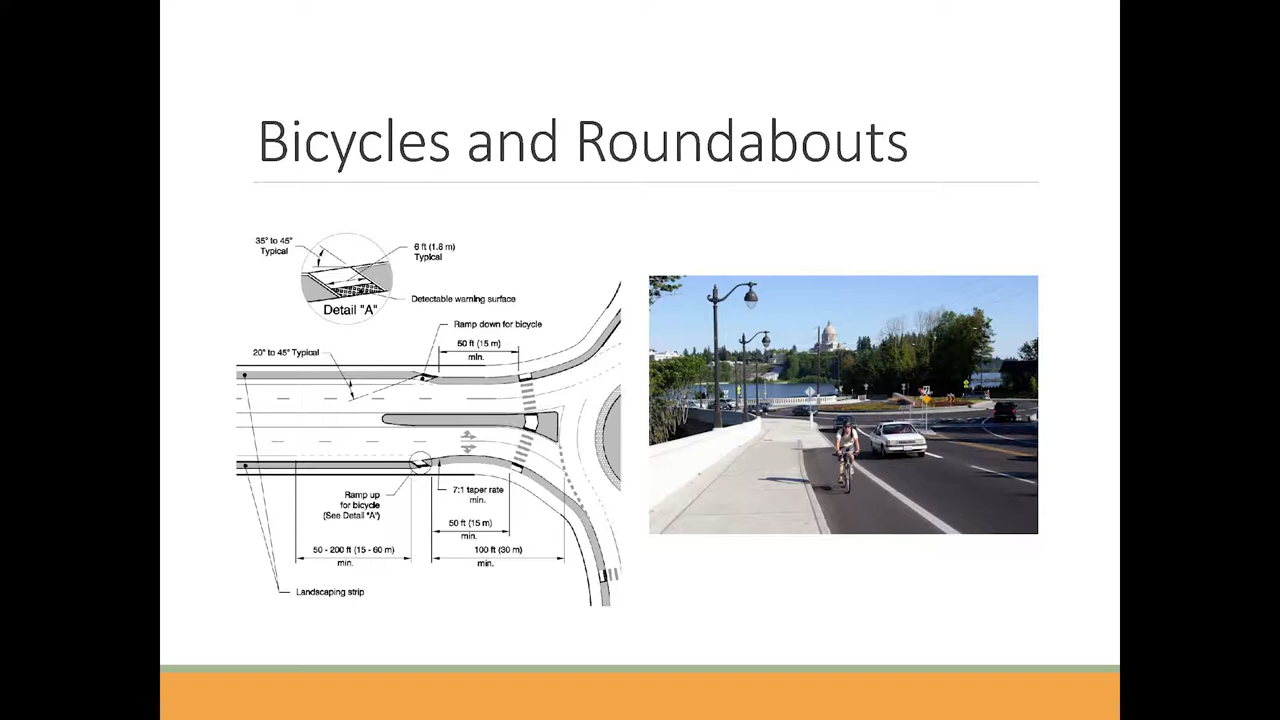 Bicycles and Roundabouts
35° to 45°
Typical
6 ft (1.8 m)
Typical
Detectable warning surface
Detail "A"
Ramp down for bicycle
50 ft (15 m)
min.
20° to 45° Typical
7:1 taper rate
min.
Ramp up
for bicycle
(See Detail "A")
50 ft (15 m)
min.
50 - 200 ft (15 - 60 m)
min.
100 ft (30 m)
min.
Landscaping strip